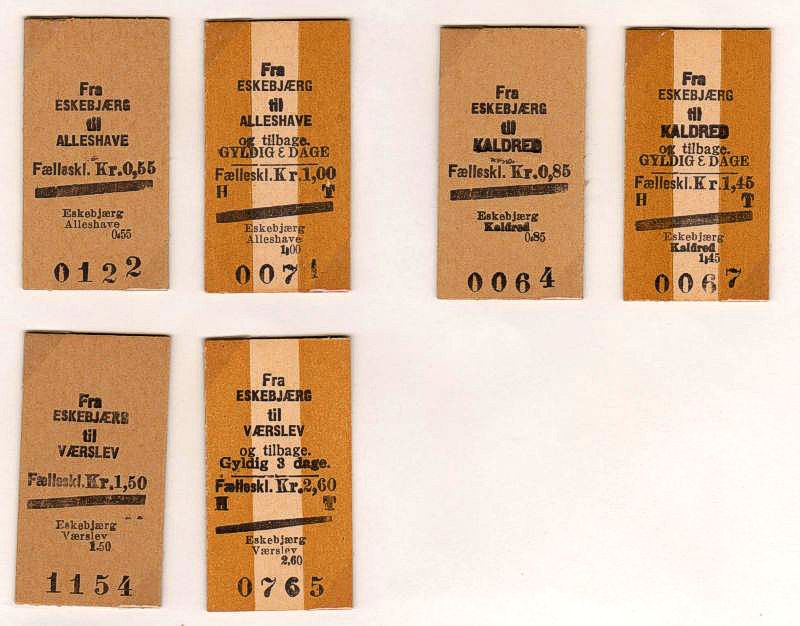 Fra
ESKEBJÆRG
til
ALLESHAVE
Fælleskl. Kr.0,55
Eskebjærg
Alleshave
0.55
0122
Fra
ESKEBJÆRG
til
ALLESHAVE
og tilbage.
GYLDIG 2 DAGE
Fælleskl. Kr.1,00
H T
Eskebjærg
Alleshave
1,00
0071
Fra
ESKEBJÆRG
til
KALDRED
Fælleskl. Kr.0,85
Eskebjærg
Kaldred
0.85
0064
Fra
ESKEBJÆRG
til
KALDRED
og tilbage.
GYLDIG 2 DAGE
Fælleskl. Kr.1,45
H T
Eskebjærg
Kaldred
1,45
0067
Fra
ESKEBJÆRG
til
VÆRSLEV
Fælleskl. Kr.1,50
Eskebjærg
Værslev
1.50
1154
Fra
ESKEBJÆRG
til
VÆRSLEV
og tilbage.
Gyldig 3 dage.
Fælleskl. Kr.2,60
H T
Eskebjærg
Værslev
2,60
0765